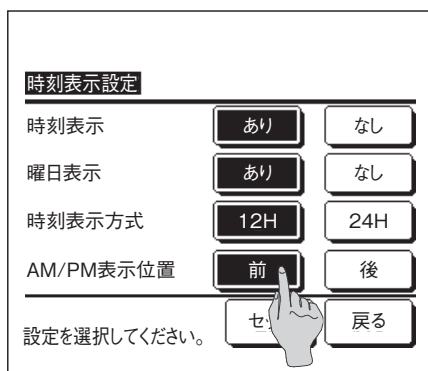 時刻表示設定
時刻表示 あり なし
曜日表示 あり なし
時刻表示方式 12H 24H
AM/PM表示位置 前 後
設定を選択してください。 戻る